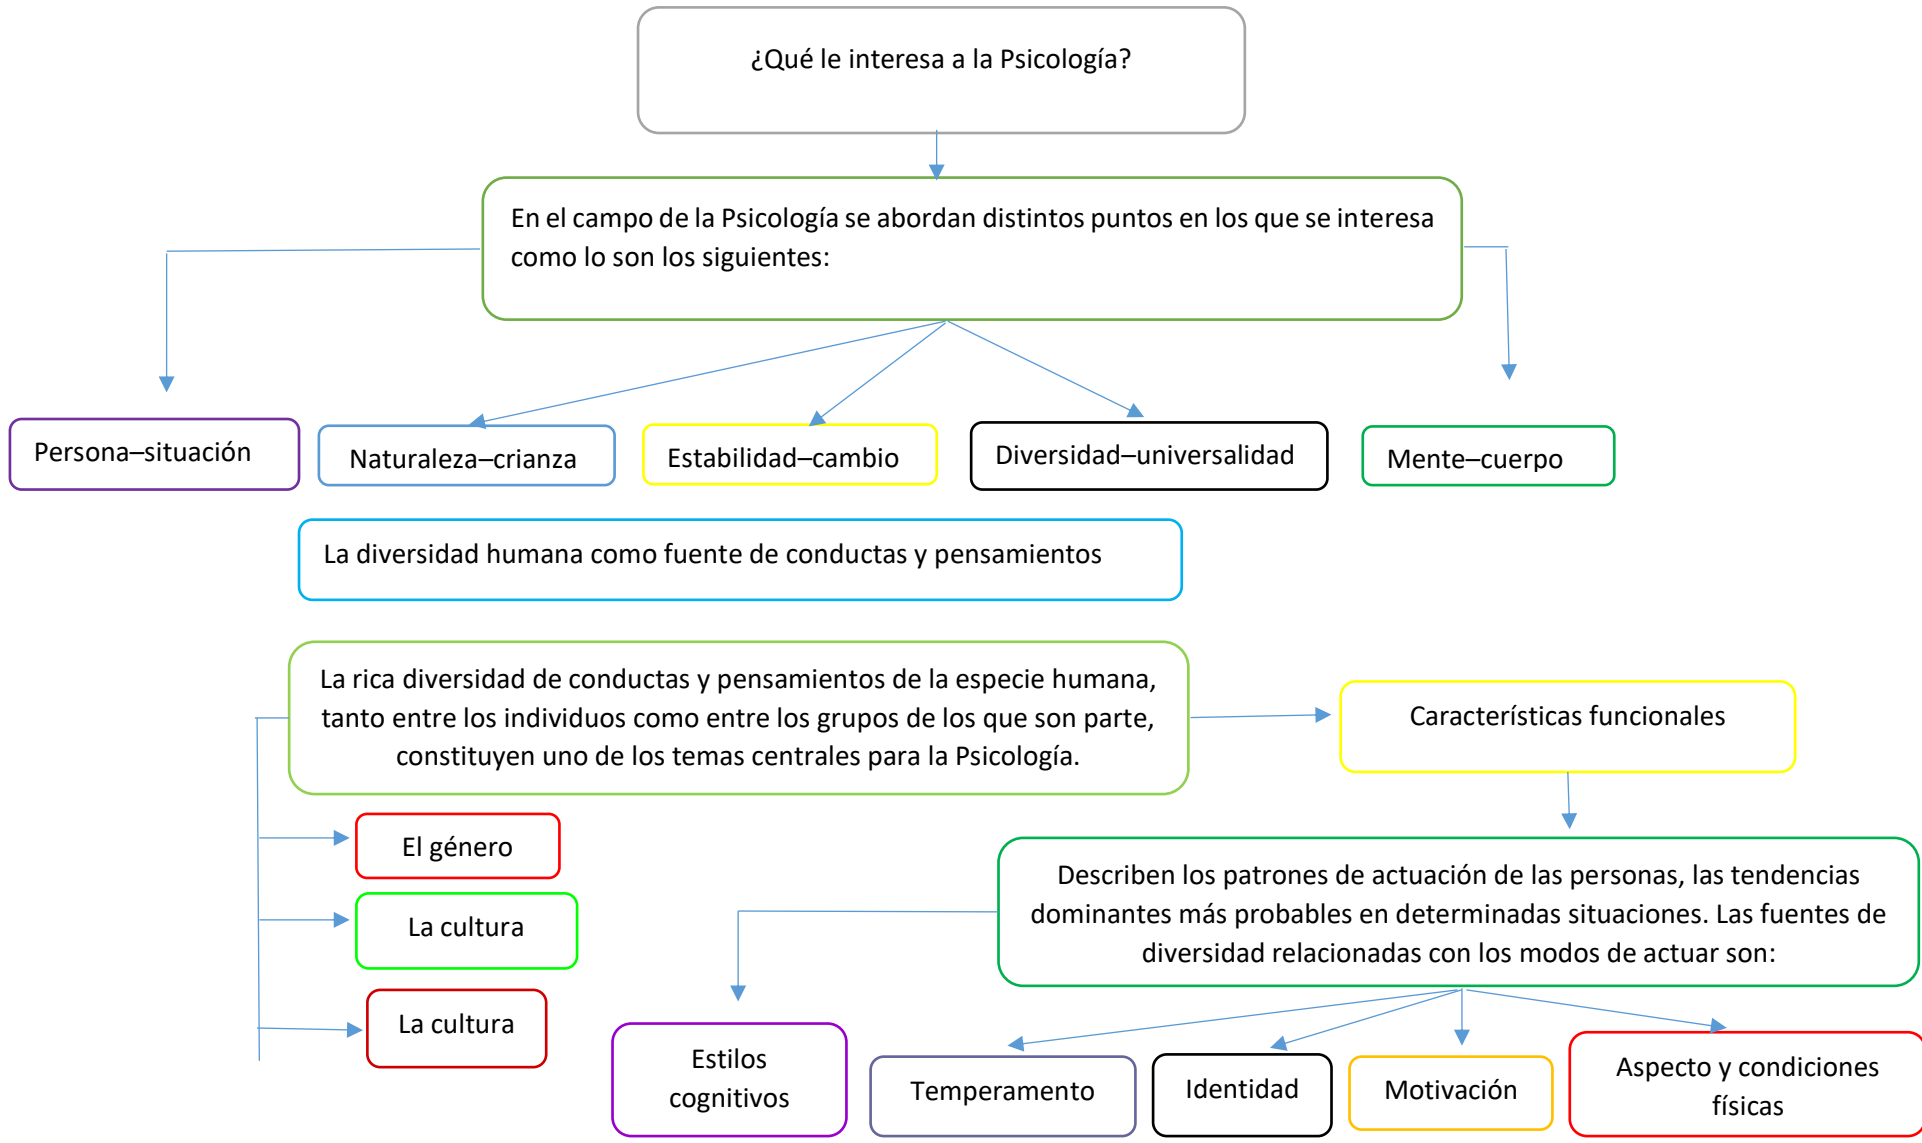 ¿Qué le interesa a la Psicología?
En el campo de la Psicología se abordan distintos puntos en los que se interesa
como lo son los siguientes:
Persona–situación
Naturaleza–crianza
Estabilidad–cambio
Diversidad–universalidad
Mente–cuerpo
La diversidad humana como fuente de conductas y pensamientos
La rica diversidad de conductas y pensamientos de la especie humana,
tanto entre los individuos como entre los grupos de los que son parte,
constituyen uno de los temas centrales para la Psicología.
Características funcionales
El género
La cultura
La cultura
Describen los patrones de actuación de las personas, las tendencias
dominantes más probables en determinadas situaciones. Las fuentes de
diversidad relacionadas con los modos de actuar son:
Estilos
cognitivos
Temperamento
Identidad
Motivación
Aspecto y condiciones
físicas